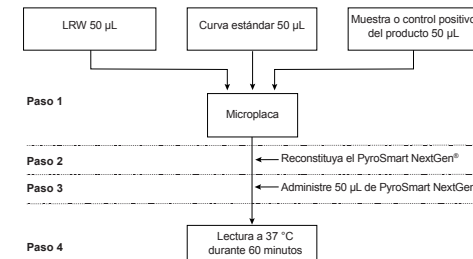 LRW 50 µL
Curva estándar 50 µL
Muestra o control positivo
del producto 50 µL
Paso 1
Microplaca
Paso 2
Reconstituya el PyroSmart NextGen®
Paso 3
Administre 50 µL de PyroSmart NextGen
Paso 4
Lectura a 37 °C
durante 60 minutos